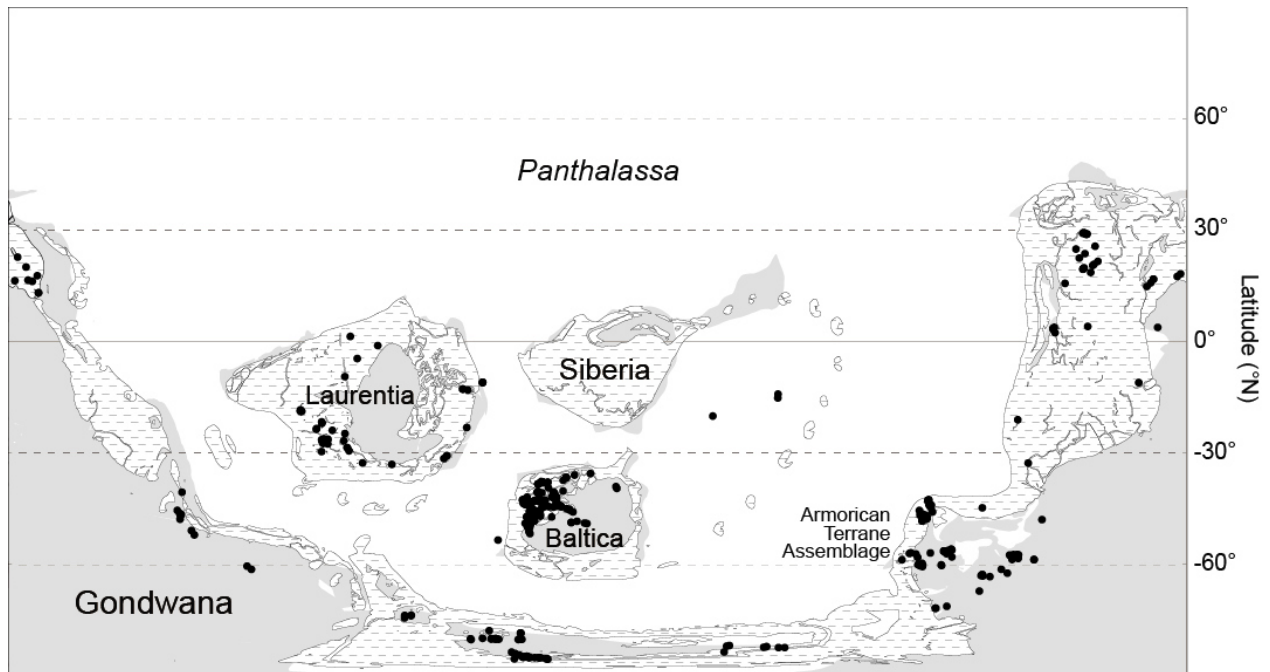 60°
Panthalassa
30°
0°
Siberia
Laurentia
Latitude (°N)
-30°
Armorican
Terrane
Assemblage
Baltica
-60°
Gondwana